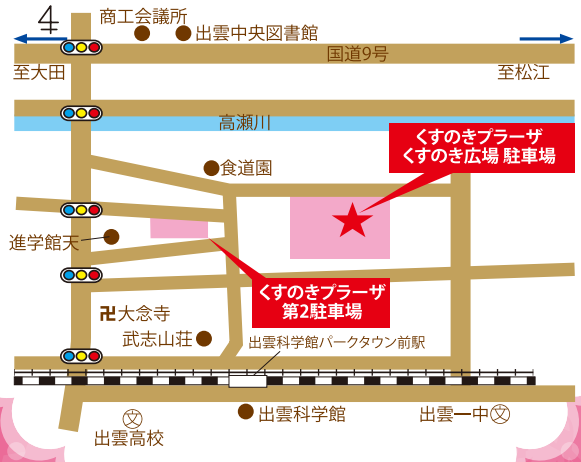 商工会議所
出雲中央図書館
国道9号
至大田
至松江
高瀬川
くすのきプラーザ
くすのき広場 駐車場
食道園
進学館天
くすのきプラーザ
第2駐車場
卍大念寺
武志山荘
出雲科学館パークタウン前駅
文
出雲高校
出雲科学館
出雲一中文